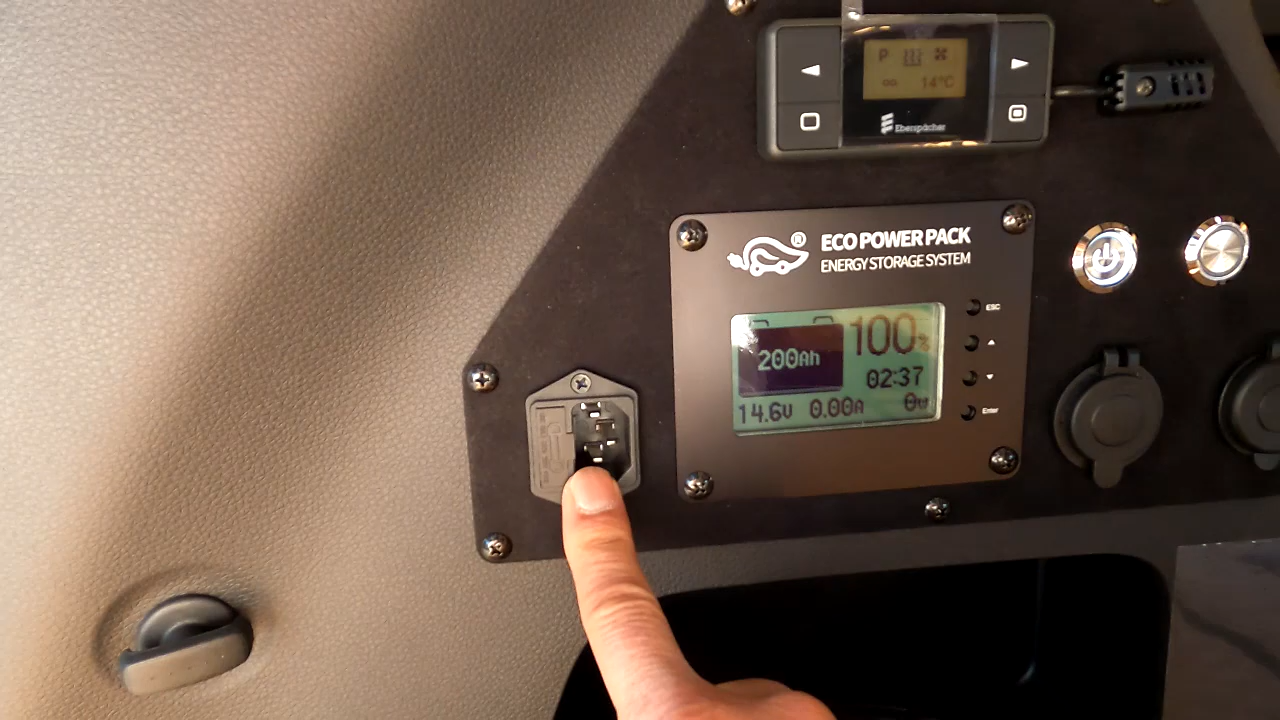 P
∞ 14°C
Eberspächer
®
ECO POWER PACK
ENERGY STORAGE SYSTEM
ESC
200Ah
100%
02:37
14.6V 0.00A 0W
Enter